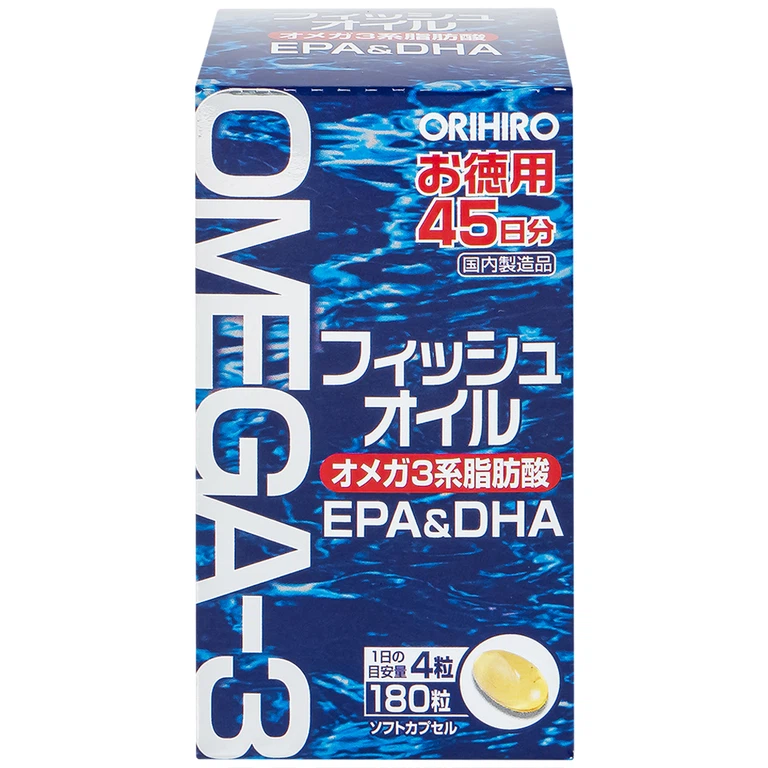 フィッシュ
オイル
オメガ3系脂肪酸
EPA&DHA
OMEGA-3
ORIHIRO
お徳用
45日分
国内製造品
フィッシュ
オイル
オメガ3系脂肪酸
EPA&DHA
1日の
目安量 4粒
180粒
ソフトカプセル